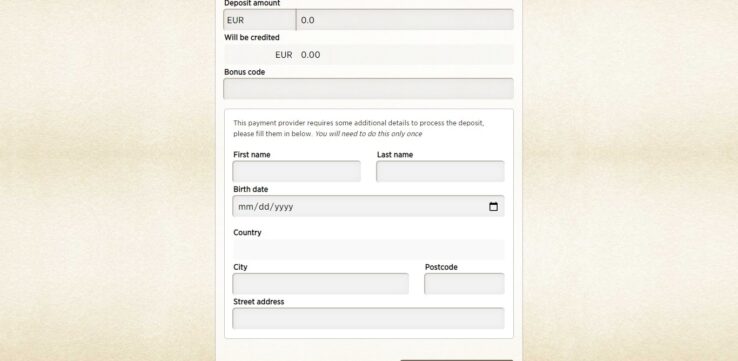 Deposit amount
EUR 0.0
Will be credited
EUR 0.00
Bonus code
This payment provider requires some additional details to process the deposit,
please fill them in below. You will need to do this only once
First name Last name
Birth date
mm/dd/yyyy
Country
City Postcode
Street address